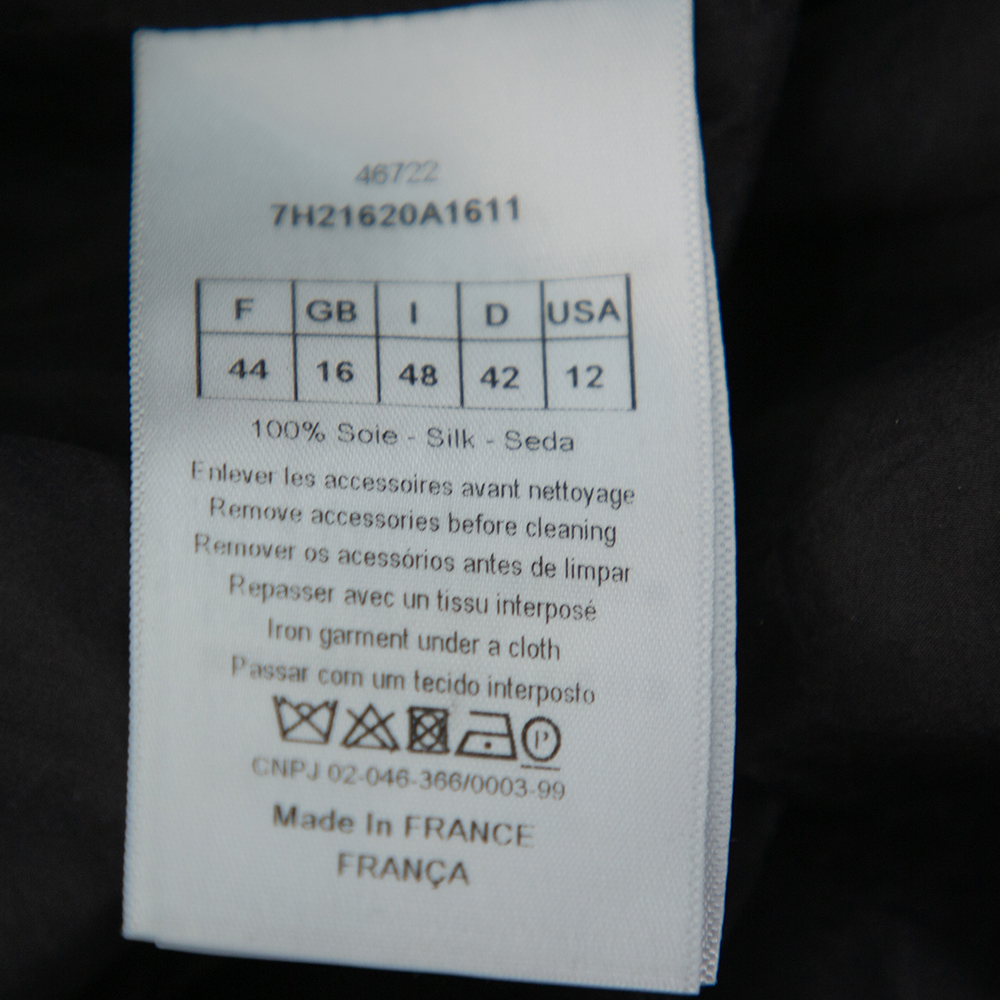 46722
7H21620A1611
F GB I D USA
44 16 48 42 12
100% Soie - Silk - Seda
Enlever les accessoires avant nettoyage
Remove accessories before cleaning
Remover os acessórios antes de limpar
Repasser avec un tissu interposé
Iron garment under a cloth
Passar com um tecido interposto
P
CNPJ 02-046-366/0003-99
Made In FRANCE
FRANÇA